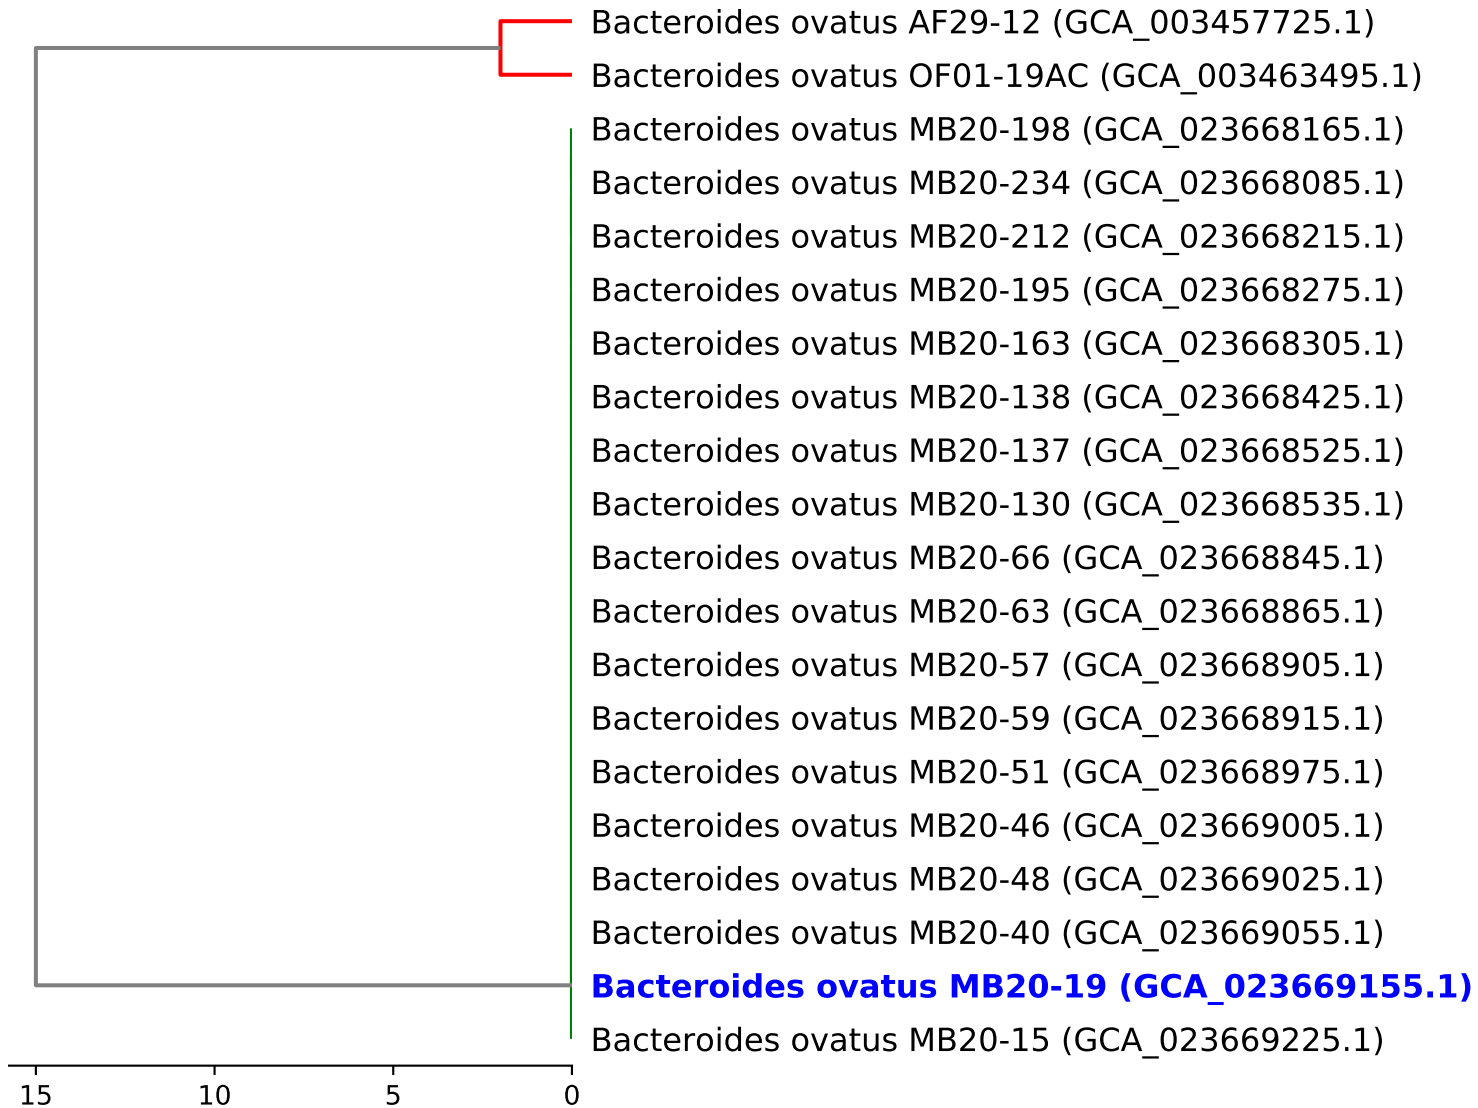 Bacteroides ovatus AF29-12 (GCA_003457725.1)
Bacteroides ovatus OF01-19AC (GCA_003463495.1)
Bacteroides ovatus MB20-198 (GCA_023668165.1)
Bacteroides ovatus MB20-234 (GCA_023668085.1)
Bacteroides ovatus MB20-212 (GCA_023668215.1)
Bacteroides ovatus MB20-195 (GCA_023668275.1)
Bacteroides ovatus MB20-163 (GCA_023668305.1)
Bacteroides ovatus MB20-138 (GCA_023668425.1)
Bacteroides ovatus MB20-137 (GCA_023668525.1)
Bacteroides ovatus MB20-130 (GCA_023668535.1)
Bacteroides ovatus MB20-66 (GCA_023668845.1)
Bacteroides ovatus MB20-63 (GCA_023668865.1)
Bacteroides ovatus MB20-57 (GCA_023668905.1)
Bacteroides ovatus MB20-59 (GCA_023668915.1)
Bacteroides ovatus MB20-51 (GCA_023668975.1)
Bacteroides ovatus MB20-46 (GCA_023669005.1)
Bacteroides ovatus MB20-48 (GCA_023669025.1)
Bacteroides ovatus MB20-40 (GCA_023669055.1)
Bacteroides ovatus MB20-19 (GCA_023669155.1)
Bacteroides ovatus MB20-15 (GCA_023669225.1)
15 10 5 0